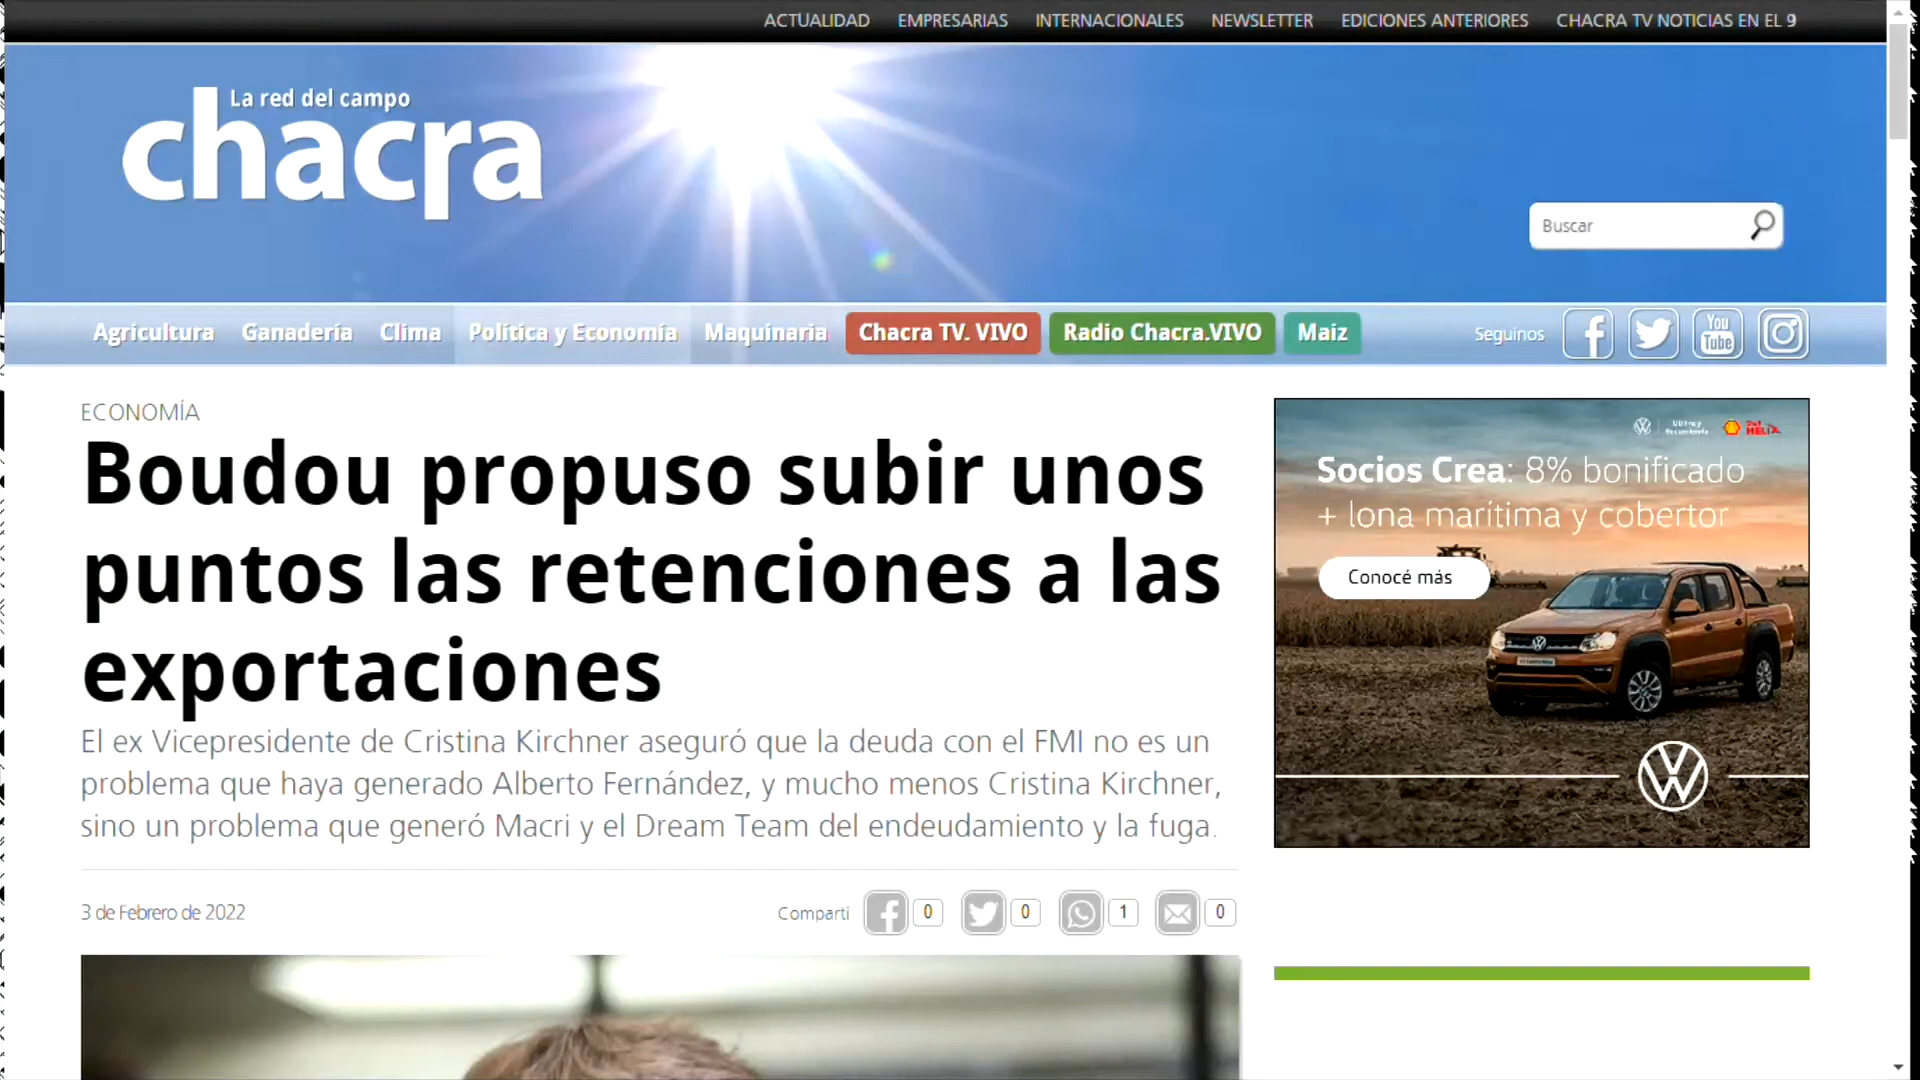 ACTUALIDAD EMPRESARIAS INTERNACIONALES NEWSLETTER EDICIONES ANTERIORES CHACRA TV NOTICIAS EN EL 9
La red del campo
chacra
Buscar
Agricultura Ganadería Clima Política y Economía Maquinaria Chacra TV. VIVO Radio Chacra.VIVO Maiz Seguinos
You
Tube
ECONOMÍA
Boudou propuso subir unos
puntos las retenciones a las
exportaciones
El ex Vicepresidente de Cristina Kirchner aseguró que la deuda con el FMI no es un
problema que haya generado Alberto Fernández, y mucho menos Cristina Kirchner,
sino un problema que generó Macri y el Dream Team del endeudamiento y la fuga.
3 de Febrero de 2022
Compartí 0 0 1 0
HELIX
Socios Crea: 8% bonificado
+ lona marítima y cobertor
Conocé más